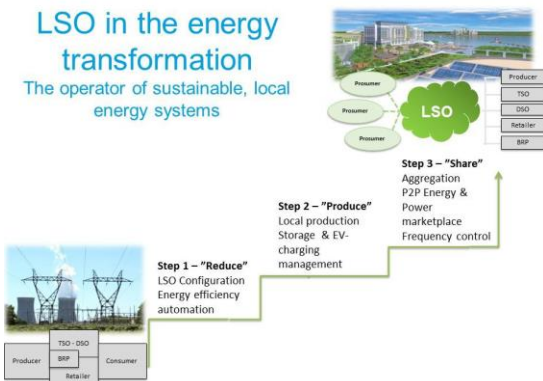 LSO in the energy
transformation
The operator of sustainable, local
energy systems
Prosumer
Prosumer
Prosumer
LSO
Producer
TSO
DSO
Retailer
BRP
Step 3 – ”Share”
Aggregation
P2P Energy &
Power
marketplace
Frequency control
Step 2 – ”Produce”
Local production
Storage & EV-
charging
management
Step 1 – ”Reduce”
LSO Configuration
Energy efficiency
automation
TSO - DSO
Producer
BRP
Consumer
Retailer